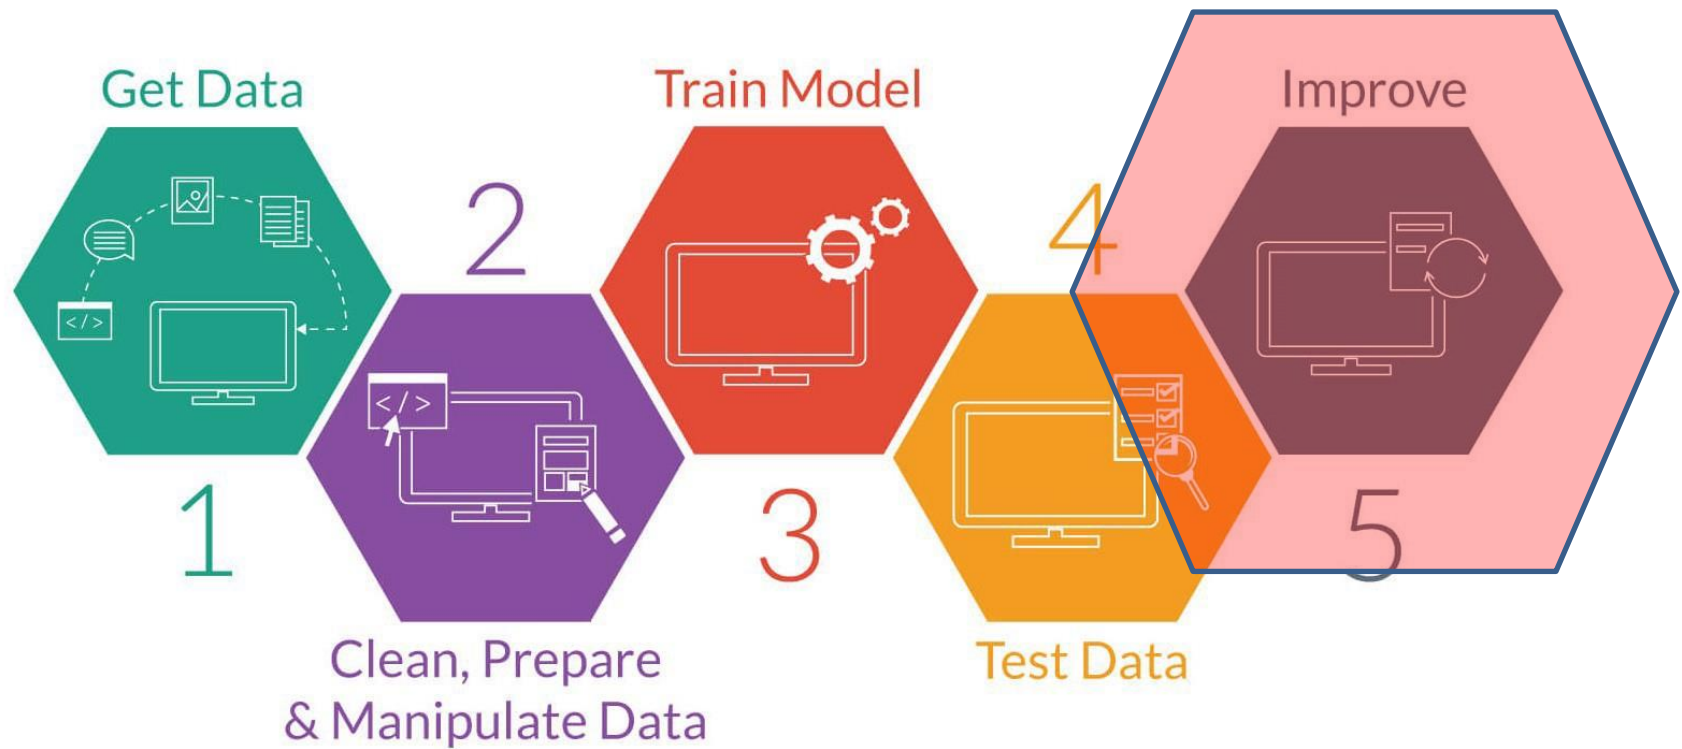 Get Data
1
</>
2
</>
Clean, Prepare
& Manipulate Data
Train Model
3
4
Test Data
Improve
5